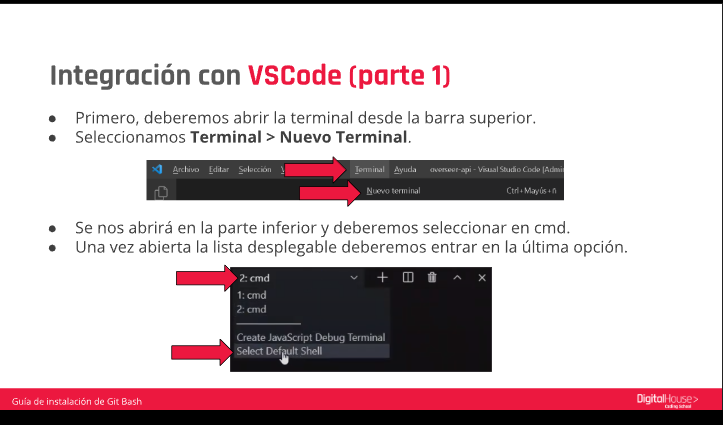 Integración con VSCode (parte 1)
● Primero, deberemos abrir la terminal desde la barra superior.
● Seleccionamos Terminal > Nuevo Terminal.
Archivo Editar Selección Terminal Ayuda overseer-api - Visual Studio Code [Admin
Nuevo terminal Ctrl+Mayús+ñ
● Se nos abrirá en la parte inferior y deberemos seleccionar en cmd.
● Una vez abierta la lista desplegable deberemos entrar en la última opción.
2: cmd
1: cmd
2: cmd
Create JavaScript Debug Terminal
Select Default Shell
Guía de instalación de Git Bash
DigitalHouse>
Coding School